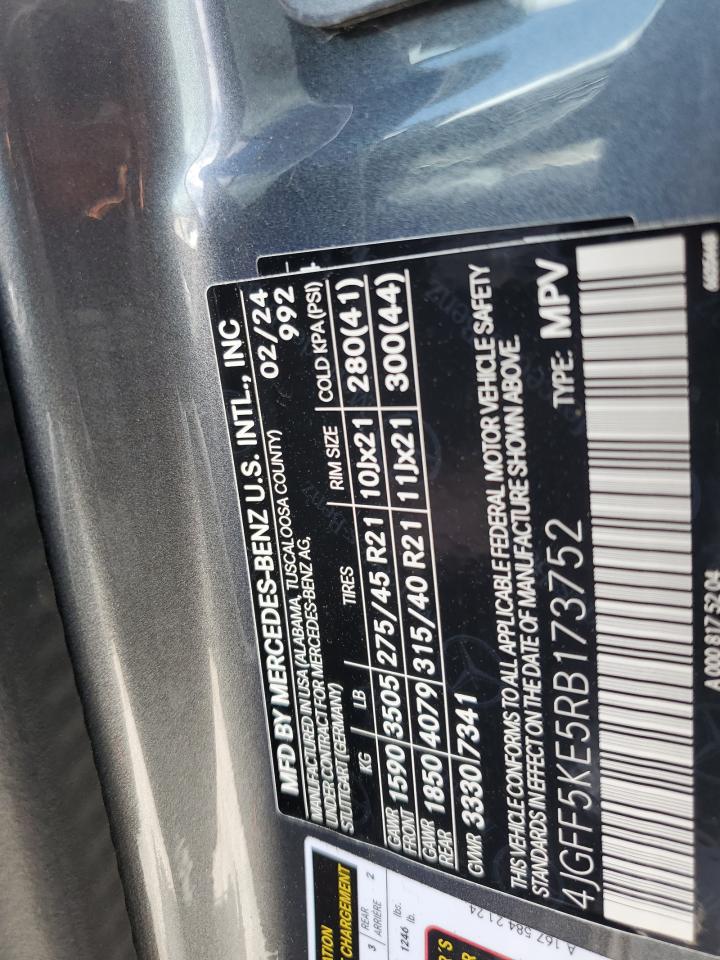 MFD BY MERCEDES-BENZ U.S. INTL., INC
MANUFACTURED IN USA (ALABAMA, TUSCALOOSA COUNTY) 02/24
UNDER CONTRACT FOR MERCEDES-BENZ AG, 992
STUTTGART (GERMANY)
KG LB TIRES RIM SIZE COLD KPA (PSI)
GAWR FRONT 1590 3505 275/45 R21 10Jx21 280(41)
GAWR REAR 1850 4079 315/40 R21 11Jx21 300(44)
GVWR 3330 7341
THIS VEHICLE CONFORMS TO ALL APPLICABLE FEDERAL MOTOR VEHICLE SAFETY
STANDARDS IN EFFECT ON THE DATE OF MANUFACTURE SHOWN ABOVE.
4JGFF5KE5RB173752 TYPE: MPV
A 000 817 52 04
CHARGEMENT
3 REAR 2
ARRIÈRE
1246 lbs.
lb.
A 167 584 21 24